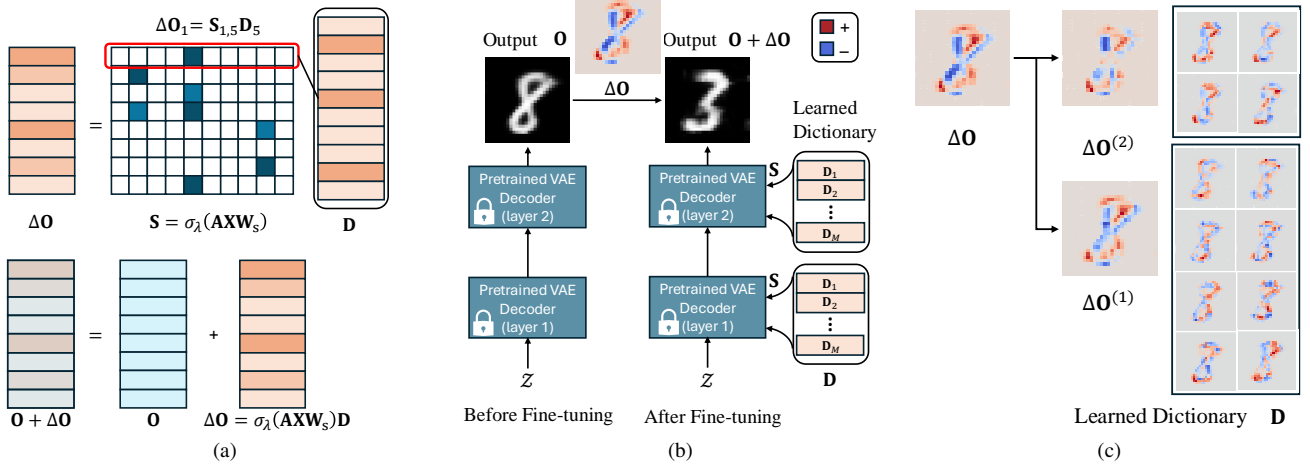 ΔO₁ = S₁,₅D₅
=
ΔO
S = σ_λ(AXW_s)
D
=
+
O + ΔO
O
ΔO = σ_λ(AXW_s)D
(a)
Output O
Output O + ΔO
+
−
ΔO
Learned
Dictionary
Pretrained VAE
Decoder
(layer 2)
Pretrained VAE
Decoder
(layer 2)
S
D₁
D₂
⋮
D_M
Pretrained VAE
Decoder
(layer 1)
Pretrained VAE
Decoder
(layer 1)
S
D₁
D₂
⋮
D_M
𝒵
𝒵
D
Before Fine-tuning
After Fine-tuning
(b)
ΔO
ΔO⁽²⁾
ΔO⁽¹⁾
Learned Dictionary D
(c)